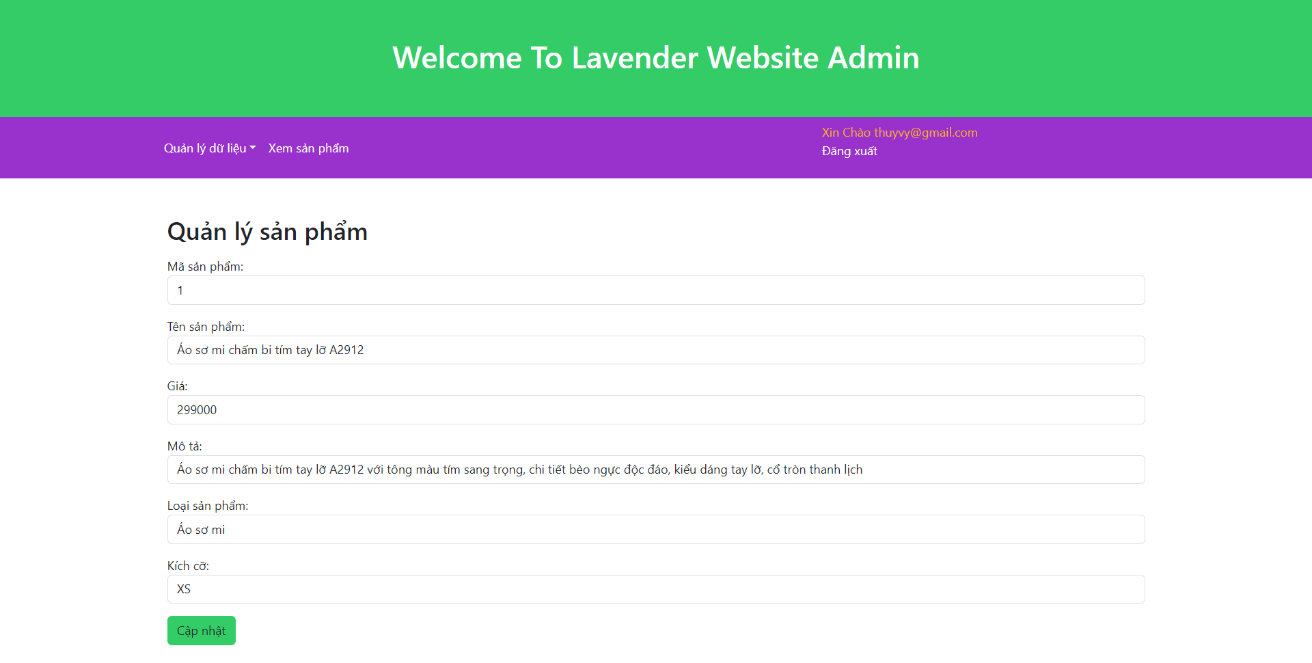 Welcome To Lavender Website Admin
Quản lý dữ liệu Xem sản phẩm
Xin Chào thuyvy@gmail.com
Đăng xuất
Quản lý sản phẩm
Mã sản phẩm:
1
Tên sản phẩm:
Áo sơ mi chấm bi tím tay lỡ A2912
Giá:
299000
Mô tả:
Áo sơ mi chấm bi tím tay lỡ A2912 với tông màu tím sang trọng, chi tiết bèo ngực độc đáo, kiểu dáng tay lỡ, cổ tròn thanh lịch
Loại sản phẩm:
Áo sơ mi
Kích cỡ:
XS
Cập nhật